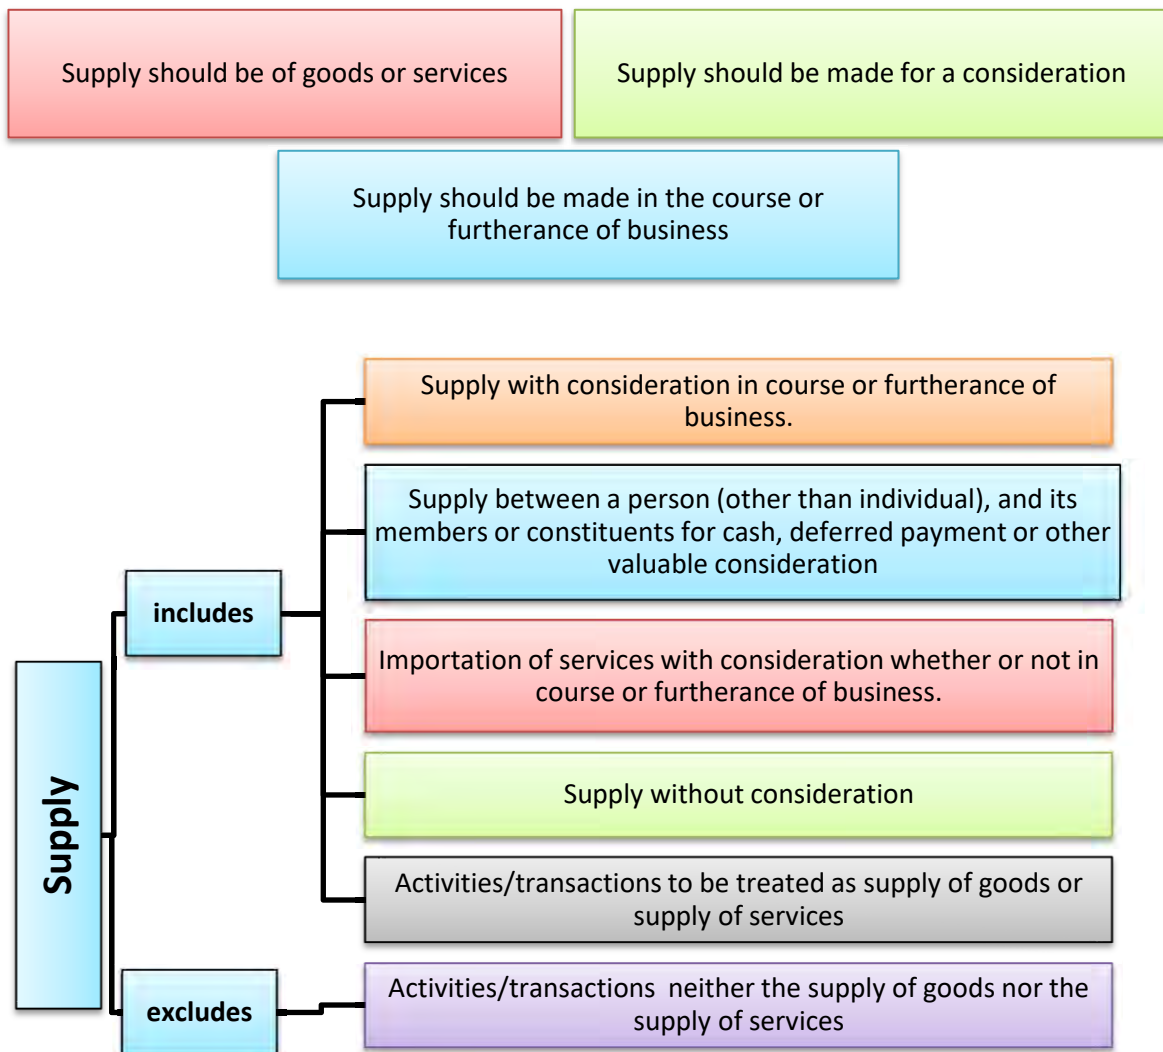 Supply should be of goods or services
Supply should be made for a consideration
Supply should be made in the course or
furtherance of business
Supply with consideration in course or furtherance of
business.
Supply between a person (other than individual), and its
members or constituents for cash, deferred payment or other
valuable consideration
includes
Importation of services with consideration whether or not in
course or furtherance of business.
Supply
Supply without consideration
Activities/transactions to be treated as supply of goods or
supply of services
excludes
Activities/transactions neither the supply of goods nor the
supply of services